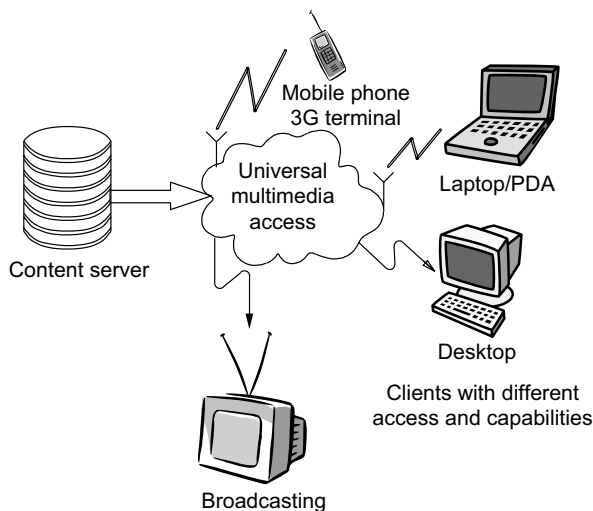 Mobile phone
3G terminal
Universal
multimedia
access
Laptop/PDA
Content server
Desktop
Clients with different
access and capabilities
Broadcasting